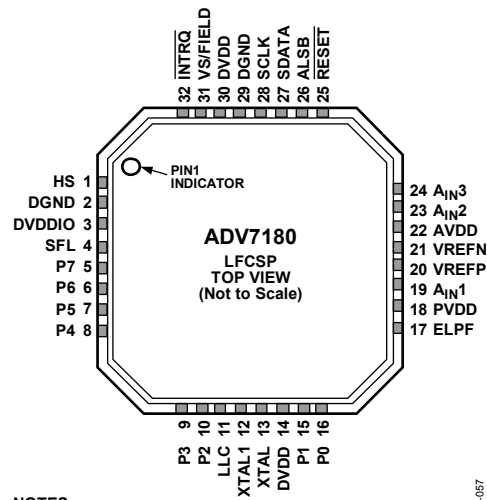 32 INTRQ
31 VS/FIELD
30 DVDD
29 DGND
28 SCLK
27 SDATA
26 ALSB
25 RESET
HS 1
DGND 2
DVDDIO 3
SFL 4
P7 5
P6 6
P5 7
P4 8
PIN1
INDICATOR
ADV7180
LFCSP
TOP VIEW
(Not to Scale)
24 AIN3
23 AIN2
22 AVDD
21 VREFN
20 VREFP
19 AIN1
18 PVDD
17 ELPF
P3 9
P2 10
LLC 11
XTAL1 12
XTAL 13
DVDD 14
P1 15
P0 16
NOTES
-057